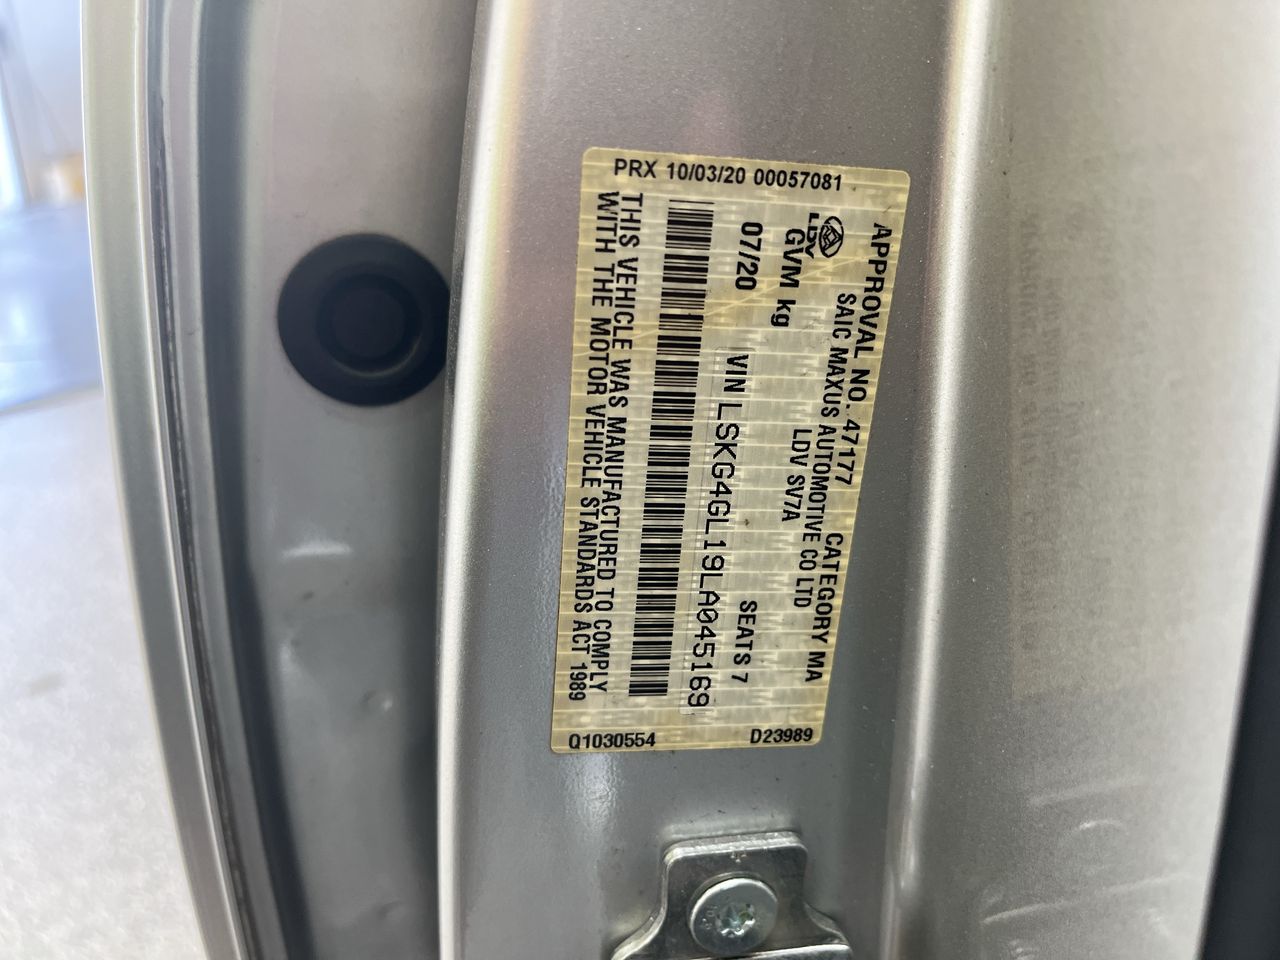 PRX 10/03/20 00057081
APPROVAL NO. 47177 CATEGORY MA
SAIC MAXUS AUTOMOTIVE CO LTD
LDV
LDV SV7A
GVM kg
07/20 SEATS 7
VIN LSKG4GL19LA045169
THIS VEHICLE WAS MANUFACTURED TO COMPLY
WITH THE MOTOR VEHICLE STANDARDS ACT 1989
Q1030554 D23989